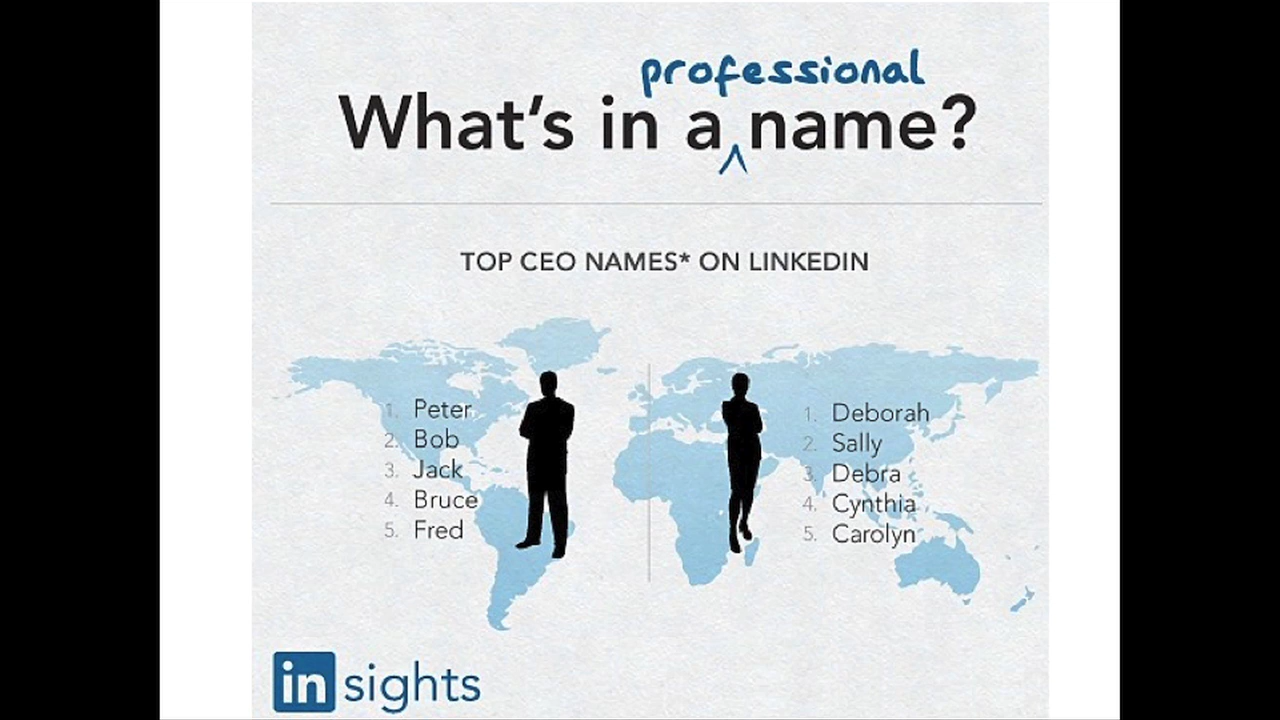 professional
What's in a ^ name?
TOP CEO NAMES* ON LINKEDIN
1. Peter
2. Bob
3. Jack
4. Bruce
5. Fred
1. Deborah
2. Sally
3. Debra
4. Cynthia
5. Carolyn
in sights